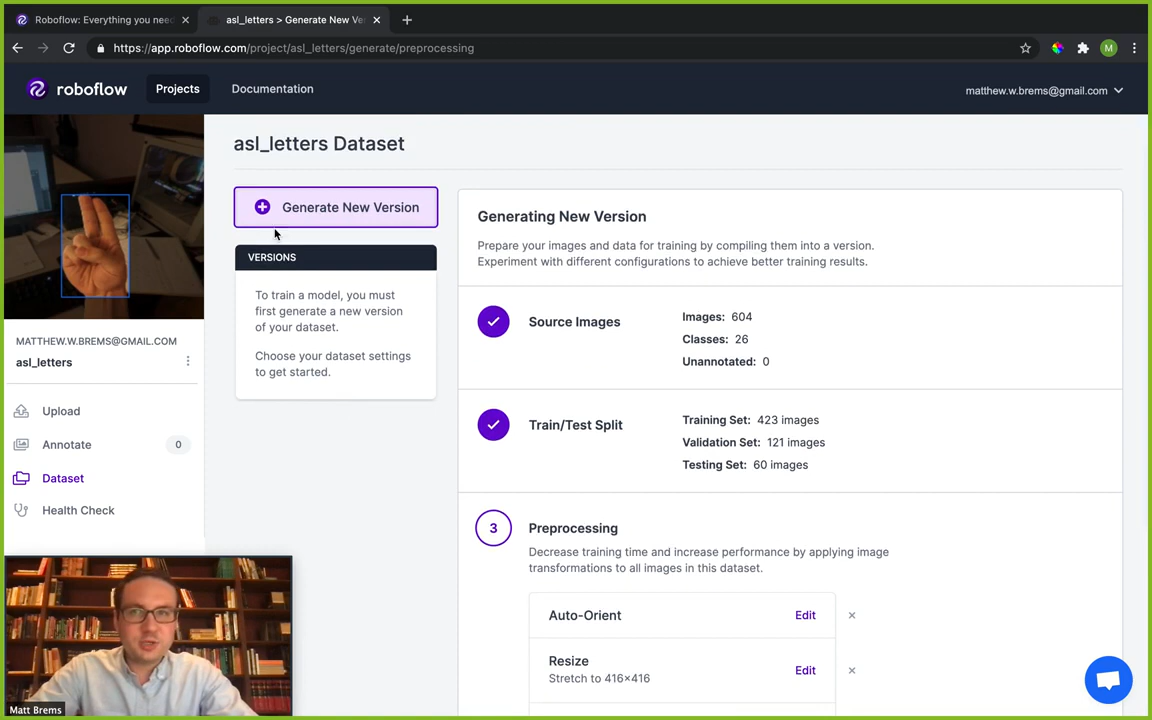 Roboflow: Everything you need
asl_letters > Generate New Ve
https://app.roboflow.com/project/asl_letters/generate/preprocessing
M
roboflow
Projects
Documentation
matthew.w.brems@gmail.com
asl_letters Dataset
Generate New Version
VERSIONS
To train a model, you must
first generate a new version
of your dataset.
Choose your dataset settings
to get started.
MATTHEW.W.BREMS@GMAIL.COM
asl_letters
Upload
Annotate
0
Dataset
Health Check
Generating New Version
Prepare your images and data for training by compiling them into a version.
Experiment with different configurations to achieve better training results.
Source Images
Images: 604
Classes: 26
Unannotated: 0
Train/Test Split
Training Set: 423 images
Validation Set: 121 images
Testing Set: 60 images
3
Preprocessing
Decrease training time and increase performance by applying image
transformations to all images in this dataset.
Auto-Orient
Edit
×
Resize
Stretch to 416×416
Edit
×
Matt Brems